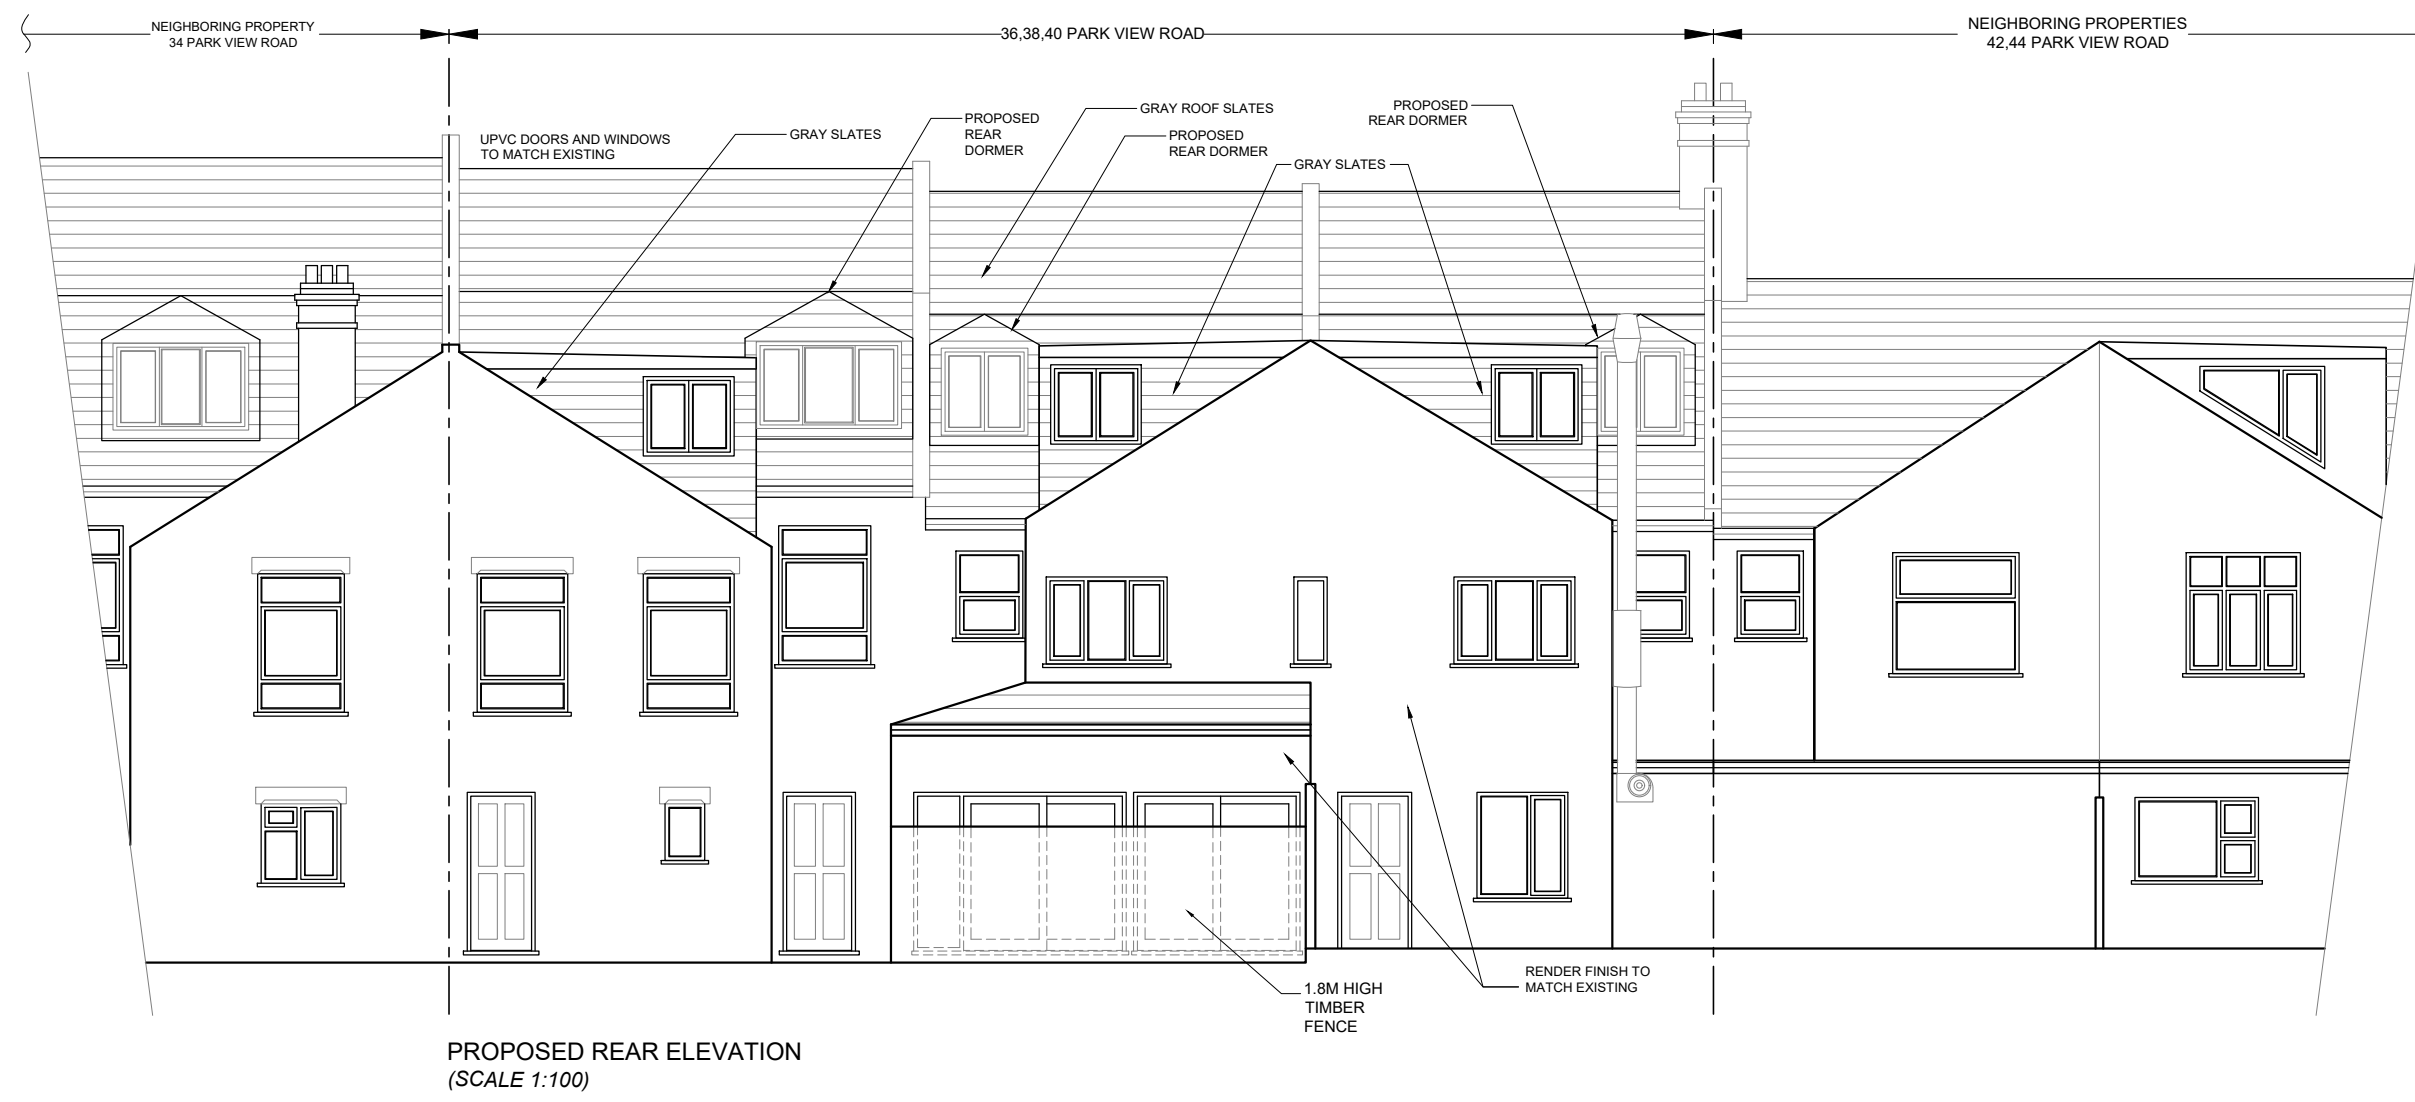 NEIGHBORING PROPERTY
34 PARK VIEW ROAD
36,38,40 PARK VIEW ROAD
NEIGHBORING PROPERTIES
42,44 PARK VIEW ROAD
UPVC DOORS AND WINDOWS
TO MATCH EXISTING
GRAY SLATES
PROPOSED
REAR
DORMER
GRAY ROOF SLATES
PROPOSED
REAR DORMER
GRAY SLATES
PROPOSED
REAR DORMER
RENDER FINISH TO
MATCH EXISTING
1.8M HIGH
TIMBER
FENCE
PROPOSED REAR ELEVATION
(SCALE 1:100)